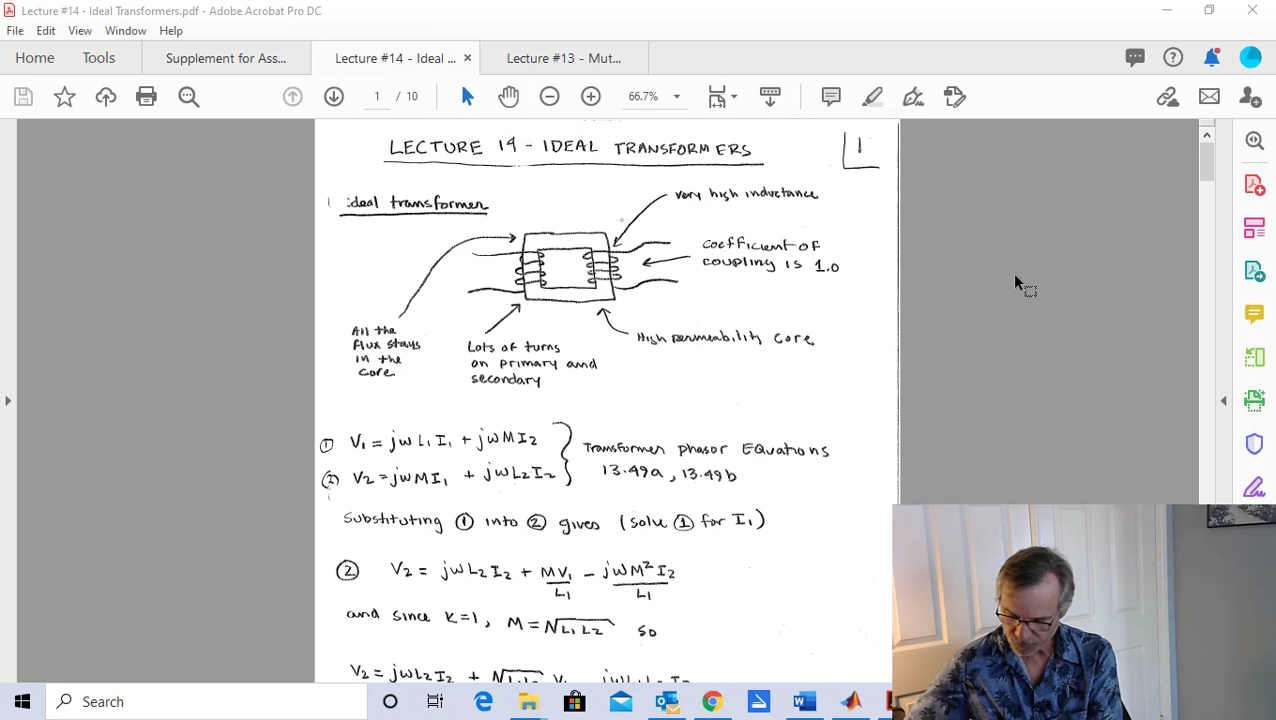 Lecture #14 - Ideal Transformers.pdf - Adobe Acrobat Pro DC
File Edit View Window Help
Home Tools Supplement for Ass... Lecture #14 - Ideal ... × Lecture #13 - Mut...
1 / 10 66.7%
LECTURE 14 - IDEAL TRANSFORMERS 1
ideal transformer
very high inductance
coefficient of
coupling is 1.0
All the
flux stays
in the
core
Lots of turns
on primary and
secondary
High permeability core
① V₁ = jωL₁I₁ + jωMI₂
② V₂ = jωMI₁ + jωL₂I₂
Transformer phasor Equations
13.49a, 13.49b
Substituting ① into ② gives (solve ① for I₁)
② V₂ = jωL₂I₂ + MV₁/L₁ - jωM²I₂/L₁
and since K=1, M = √L₁L₂ so
V₂ = jωL₂I₂ +
Search